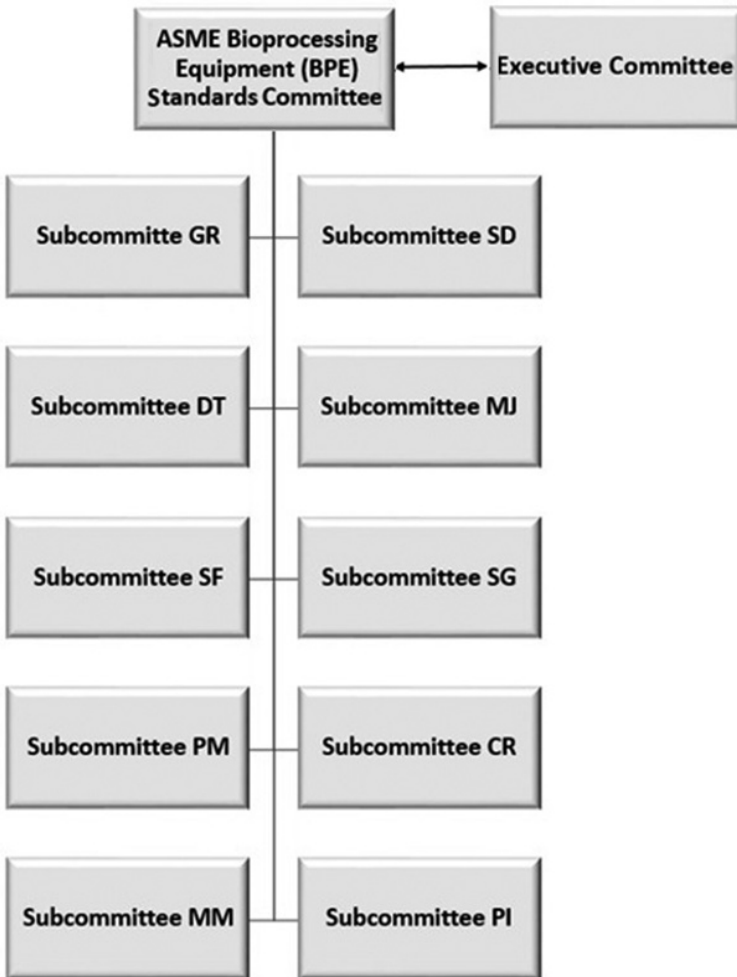 ASME Bioprocessing
Equipment (BPE)
Standards Committee
Executive Committee
Subcommitte GR
Subcommittee SD
Subcommittee DT
Subcommittee MJ
Subcommittee SF
Subcommittee SG
Subcommittee PM
Subcommittee CR
Subcommittee MM
Subcommittee PI